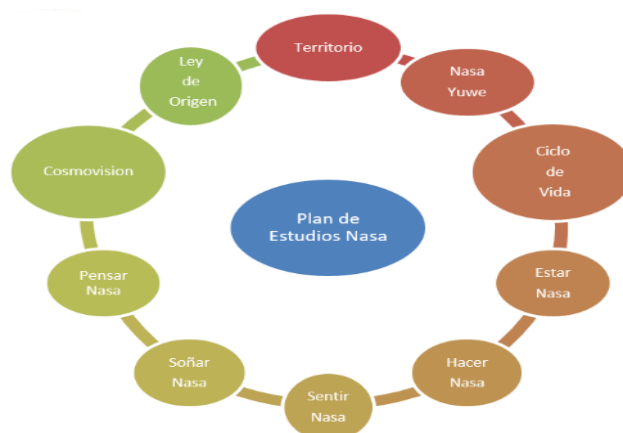 Territorio
Nasa
Yuwe
Ciclo
de
Vida
Estar
Nasa
Hacer
Nasa
Sentir
Nasa
Soñar
Nasa
Pensar
Nasa
Cosmovision
Ley
de
Origen
Plan de
Estudios Nasa